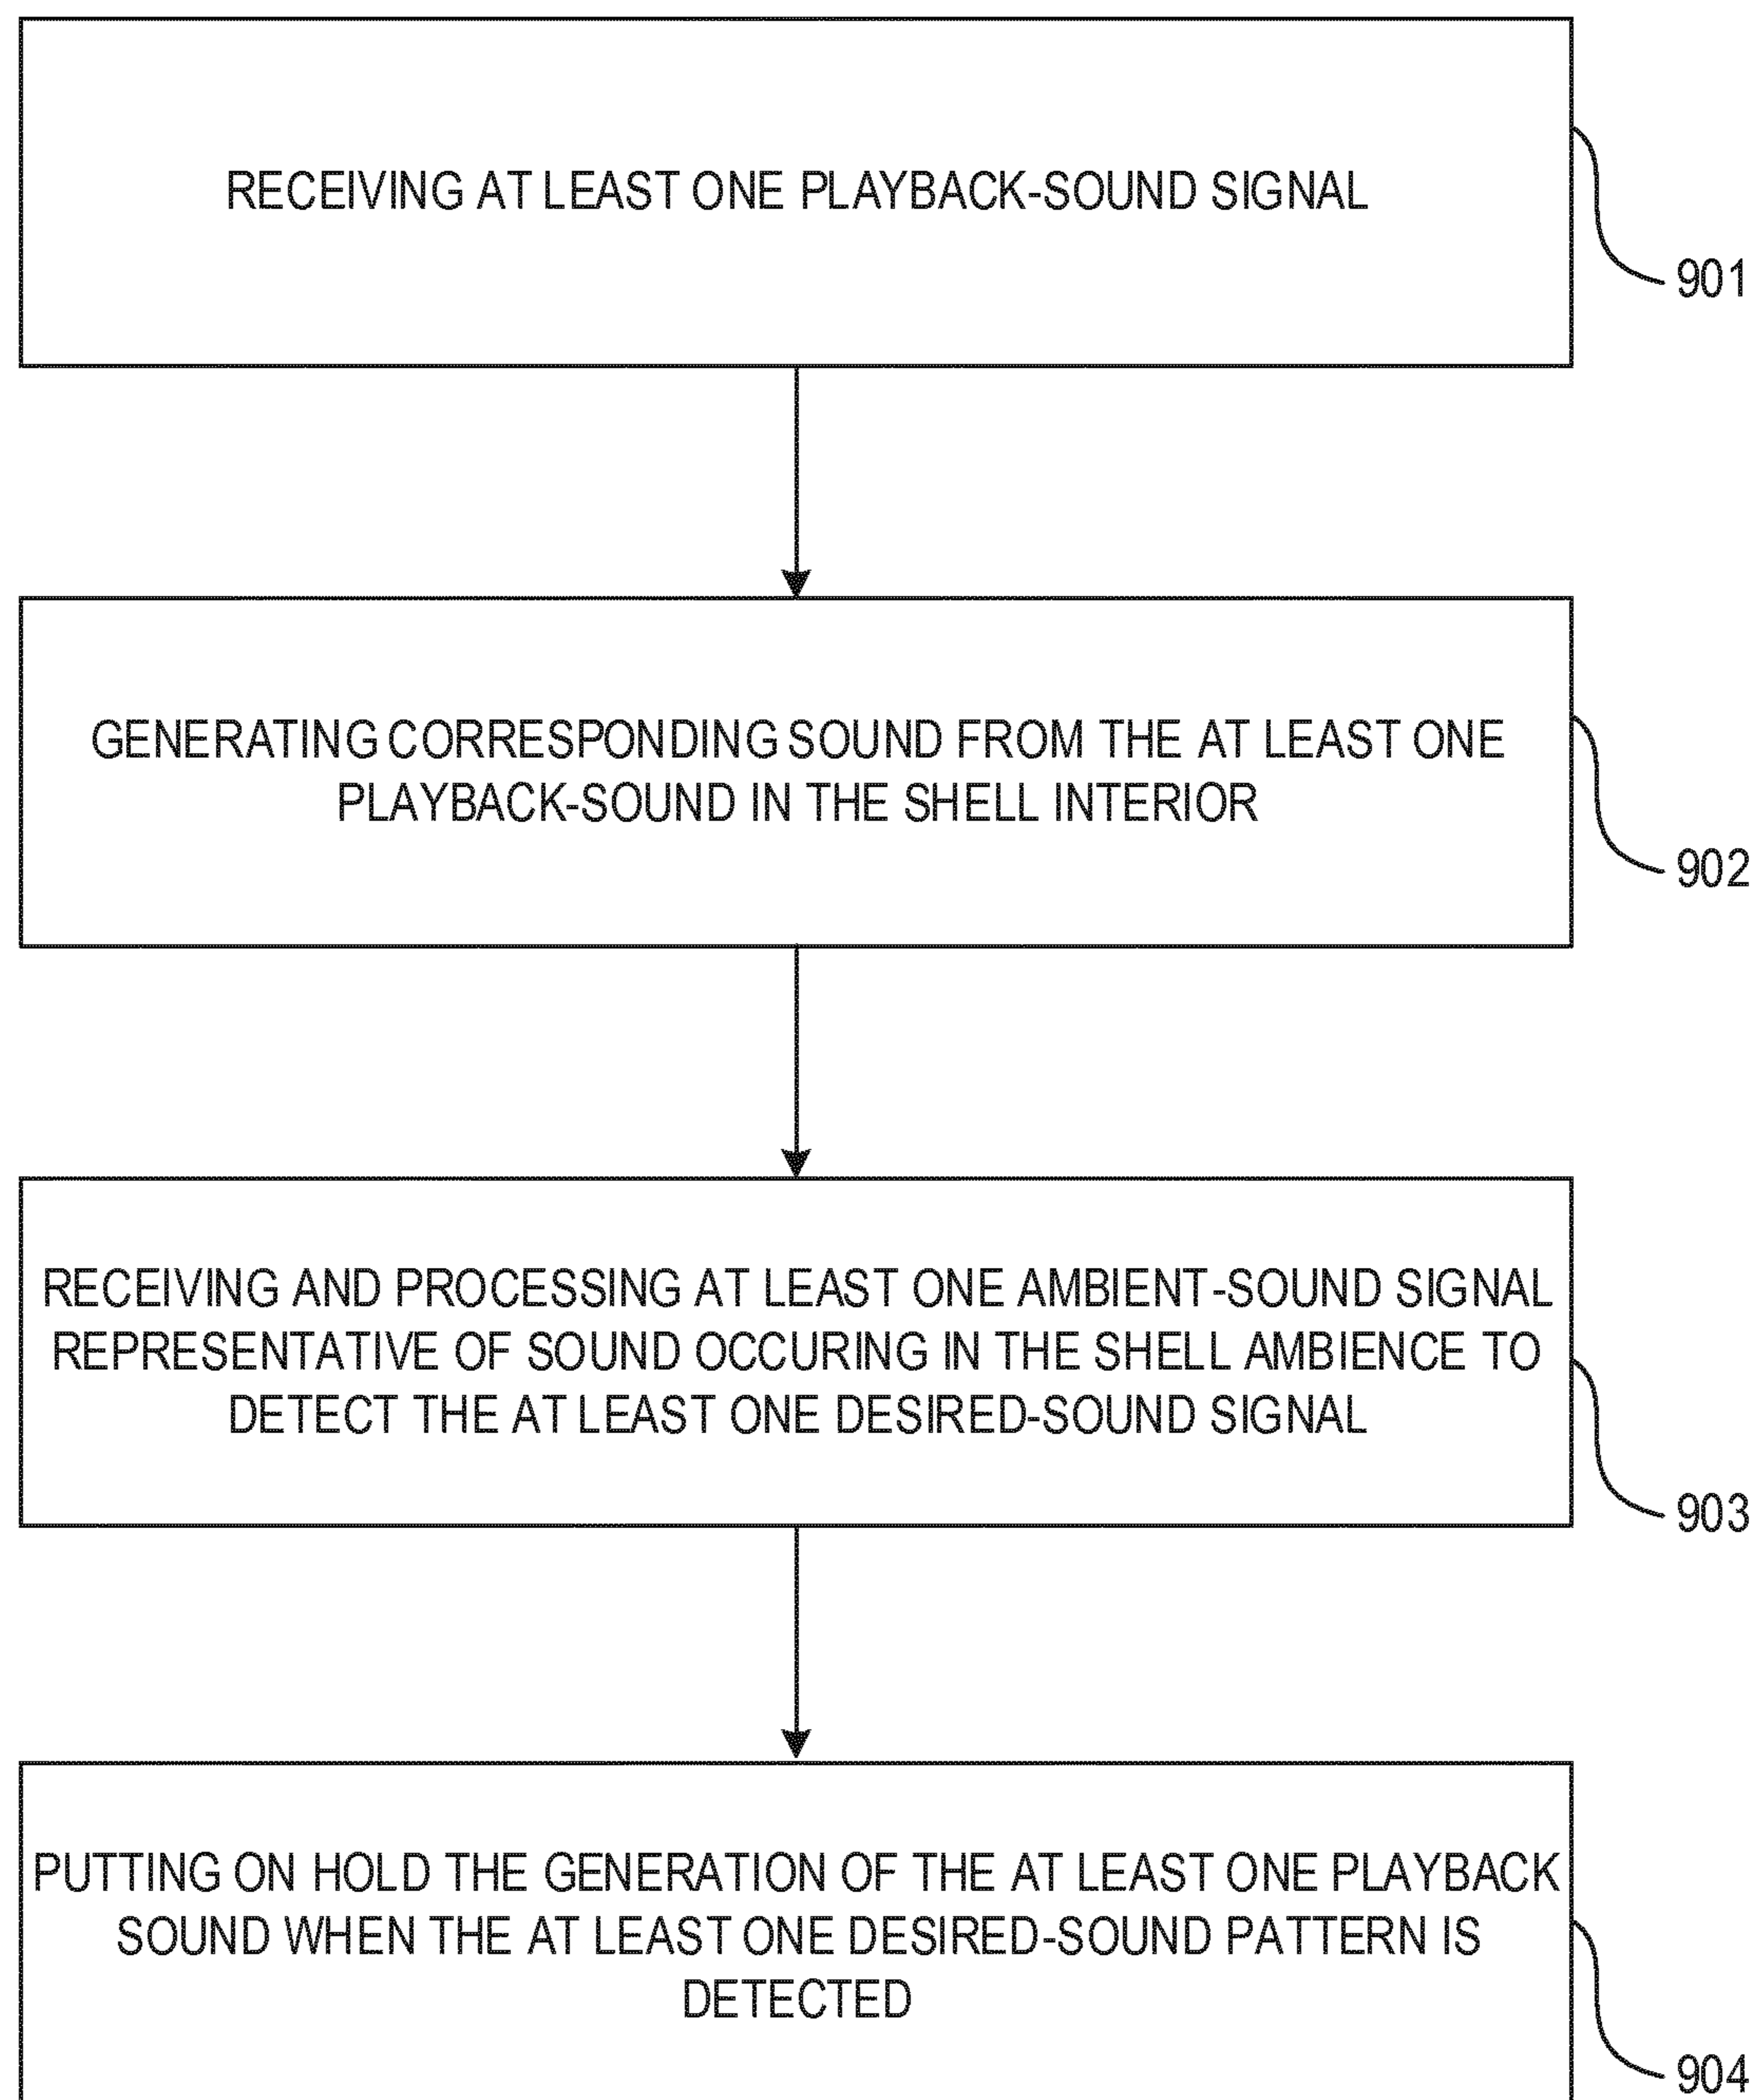 RECEIVING AT LEAST ONE PLAYBACK-SOUND SIGNAL
901
GENERATING CORRESPONDING SOUND FROM THE AT LEAST ONE
PLAYBACK-SOUND IN THE SHELL INTERIOR
902
RECEIVING AND PROCESSING AT LEAST ONE AMBIENT-SOUND SIGNAL
REPRESENTATIVE OF SOUND OCCURING IN THE SHELL AMBIENCE TO
DETECT THE AT LEAST ONE DESIRED-SOUND SIGNAL
903
PUTTING ON HOLD THE GENERATION OF THE AT LEAST ONE PLAYBACK
SOUND WHEN THE AT LEAST ONE DESIRED-SOUND PATTERN IS
DETECTED
904